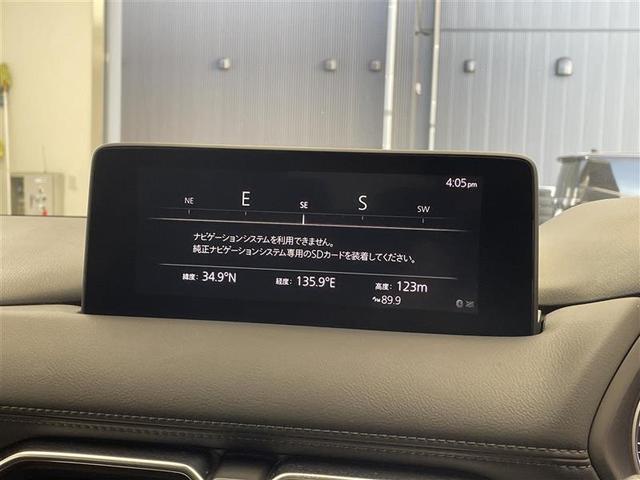 4:05pm
NE E SE S SW
ナビゲーションシステムを利用できません。
純正ナビゲーションシステム専用のSDカードを装着してください。
緯度: 34.9°N 経度: 135.9°E 高度: 123m
89.9